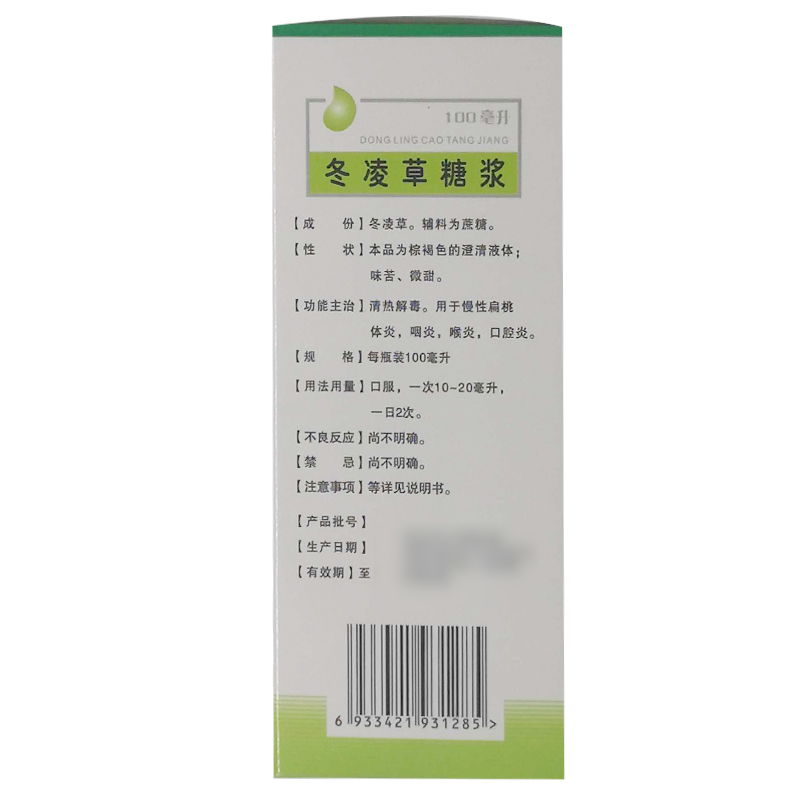 100毫升
DONG LING CAO TANG JIANG
冬凌草糖浆
【成 份】冬凌草。辅料为蔗糖。
【性 状】本品为棕褐色的澄清液体；
味苦、微甜。
【功能主治】清热解毒。用于慢性扁桃
体炎，咽炎，喉炎，口腔炎。
【规 格】每瓶装100毫升
【用法用量】口服，一次10~20毫升，
一日2次。
【不良反应】尚不明确。
【禁 忌】尚不明确。
【注意事项】等详见说明书。
【产品批号】
【生产日期】
【有效期】至
6 933421 931285 >